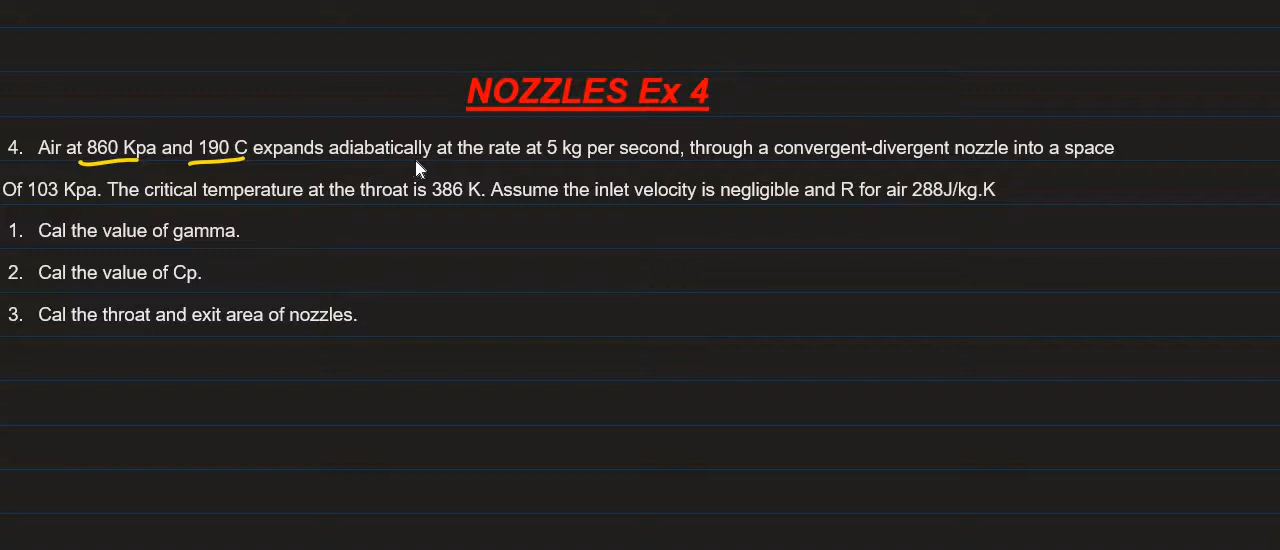 NOZZLES Ex 4
4. Air at 860 Kpa and 190 C expands adiabatically at the rate at 5 kg per second, through a convergent-divergent nozzle into a space
Of 103 Kpa. The critical temperature at the throat is 386 K. Assume the inlet velocity is negligible and R for air 288J/kg.K
1. Cal the value of gamma.
2. Cal the value of Cp.
3. Cal the throat and exit area of nozzles.